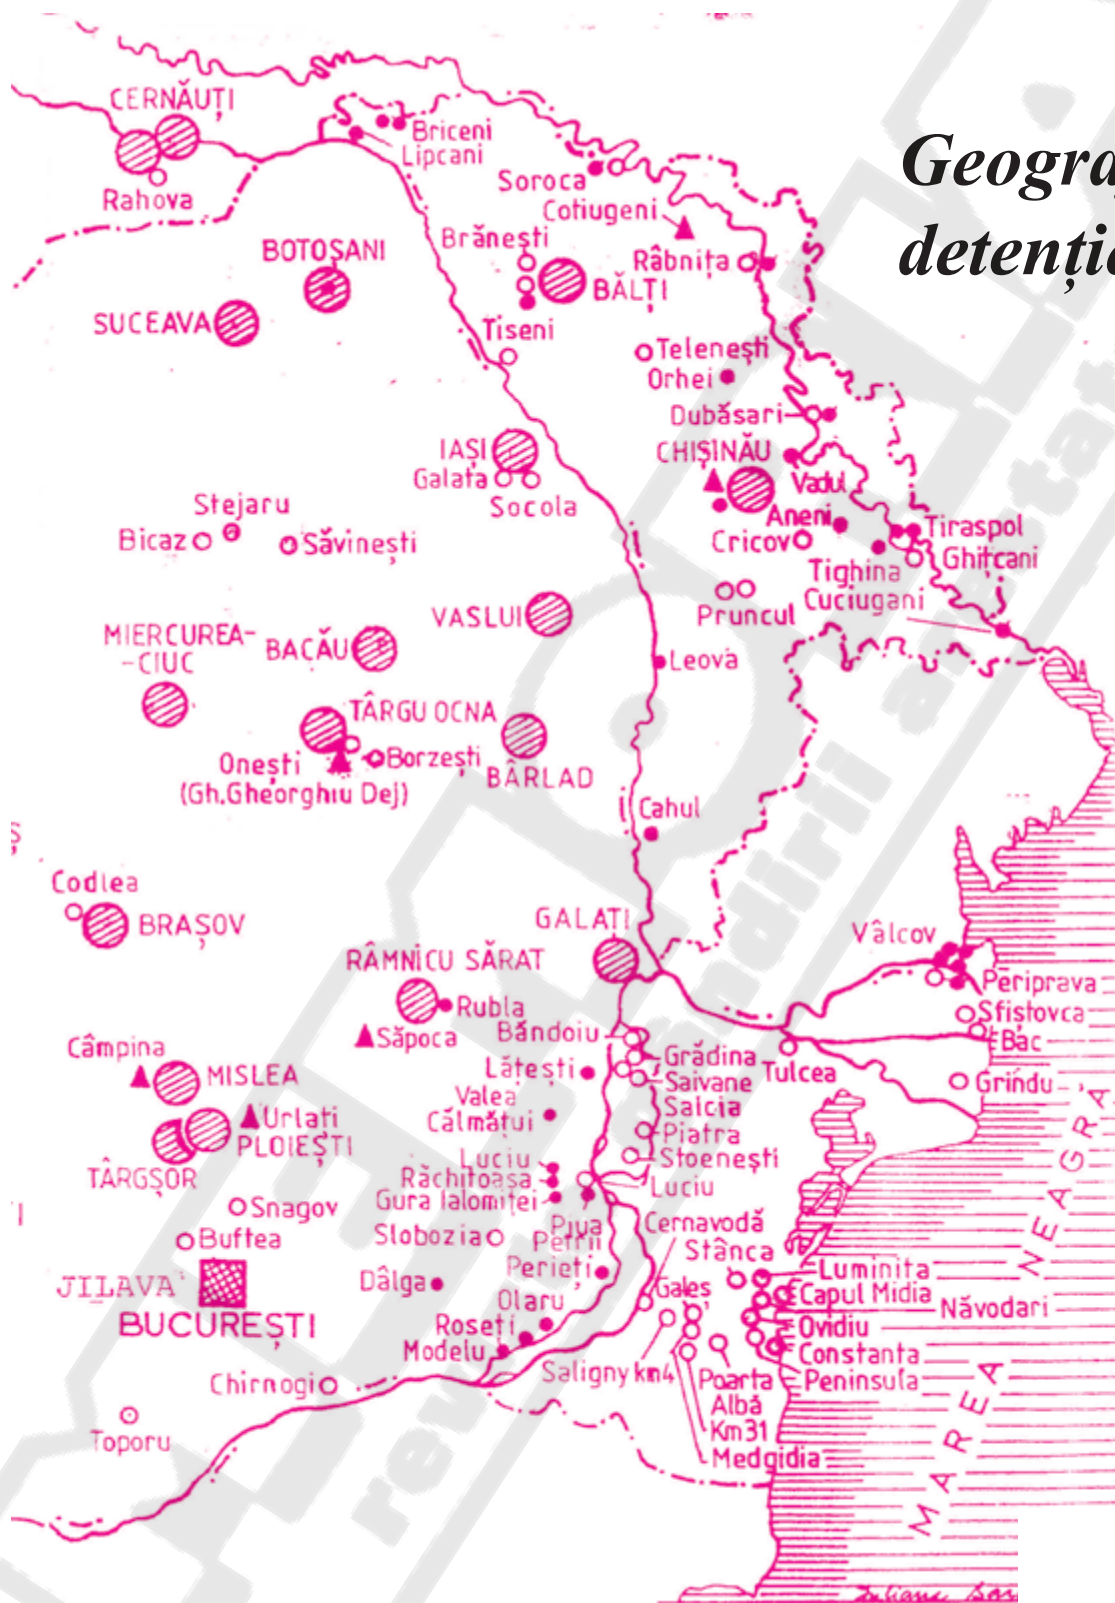 Geogra
detenția
CERNĂUȚI
Briceni
Lipcani
Rahova
Soroca
Cotiugeni
Brănești
Râbnița
BOTOȘANI
BĂLȚI
SUCEAVA
Tiseni
Telenești
Orhei
Dubăsari
IAȘI
CHIȘINĂU
Galata
Vadul
Socola
Stejaru
Aneni
Tiraspol
Bicaz
Săvinești
Cricov
Ghițcani
Tighina
Cuciugani
Pruncul
VASLUI
MIERCUREA-
-CIUC
BACĂU
Leova
TÂRGU OCNA
Onești
Borzești
(Gh.Gheorghiu Dej)
BÂRLAD
Cahul
Codlea
BRAȘOV
GALAȚI
Vâlcov
RÂMNICU SĂRAT
Periprava
Rubla
Sfiștovca
Săpoca
Băndoiu
Bac
Câmpina
Grădina
Tulcea
MISLEA
Lătești
Saivane
Grindu
Valea
Călmățui
Salcia
Urlați
Piatra
PLOIEȘTI
Stoenești
TÂRGȘOR
Luciu
Răchitoasa
Luciu
Gura Ialomiței
Snagov
Piua
Petrii
Cernavodă
Buftea
Slobozia
Stânca
JILAVA
Dâlga
Perieți
Luminita
Galeș
Capul Midia
Năvodari
Olaru
BUCUREȘTI
Roseți
Ovidiu
Modelu
Constanta
Saligny km4
Poarta
Albă
Peninsula
Chirnogi
Km31
Toporu
Medgidia
MAREA NEAGRĂ